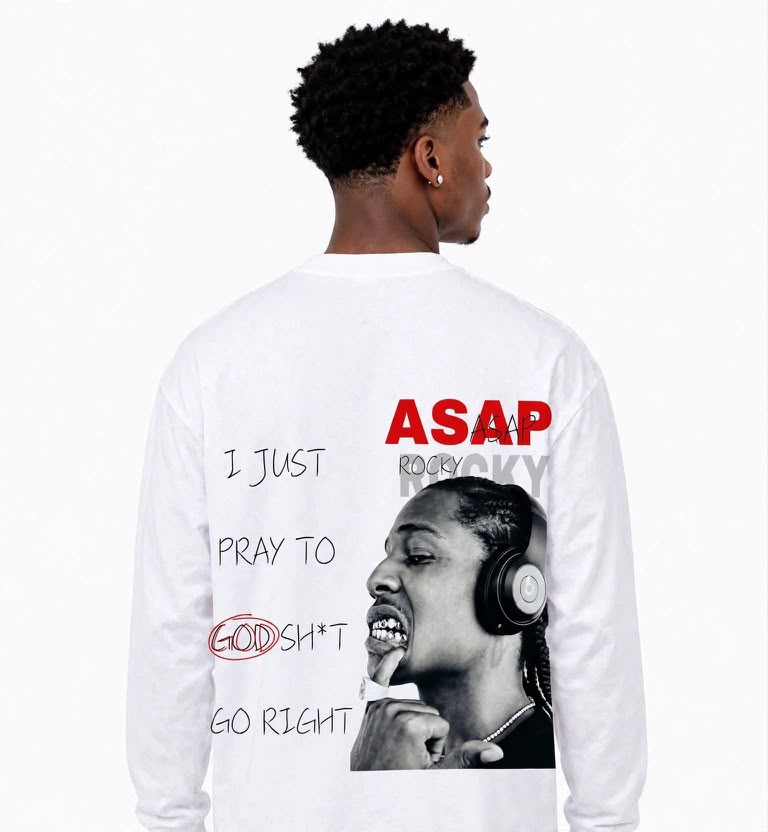 ASAP
ASAP
ROCKY
ROCKY
I JUST
PRAY TO
GOD SH*T
GO RIGHT
b